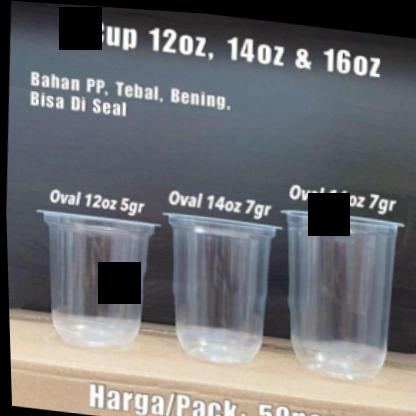 12oz, 14oz & 16oz
Bahan PP, Tebal, Bening,
Bisa Di Seal
Oval 12oz 5gr
Oval 14oz 7gr
7gr
Harga/Pack: